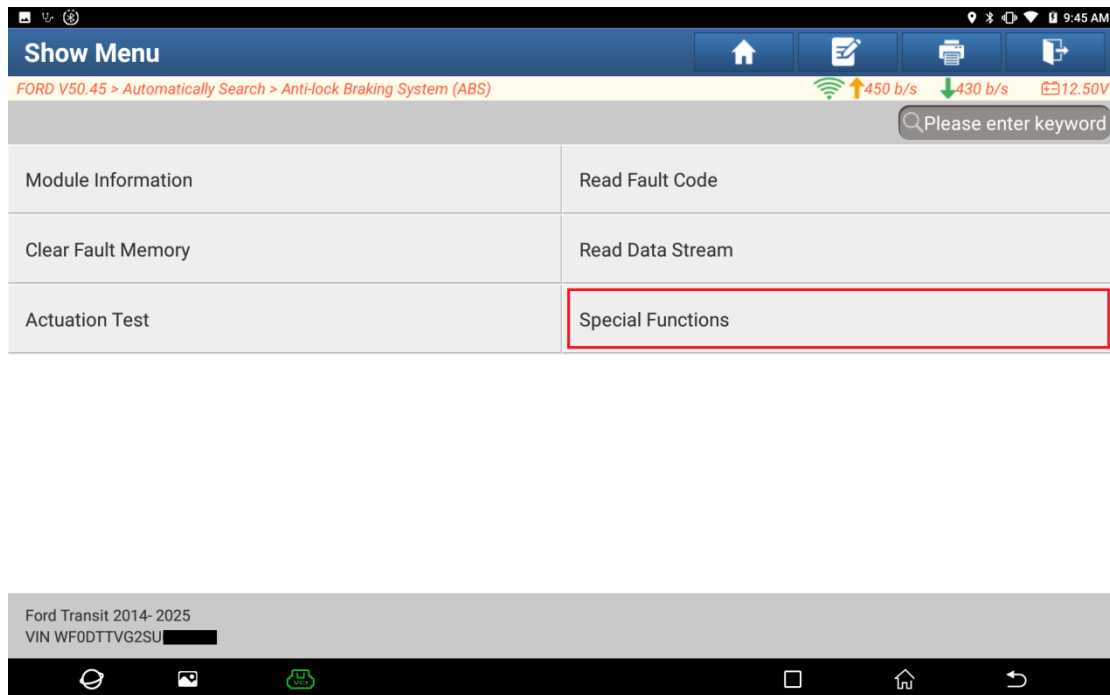 9:45 AM
Show Menu
FORD V50.45 > Automatically Search > Anti-lock Braking System (ABS)
450 b/s 430 b/s 12.50V
Please enter keyword
Module Information Read Fault Code
Clear Fault Memory Read Data Stream
Actuation Test Special Functions
Ford Transit 2014- 2025
VIN WF0DTTVG2SU
VCI